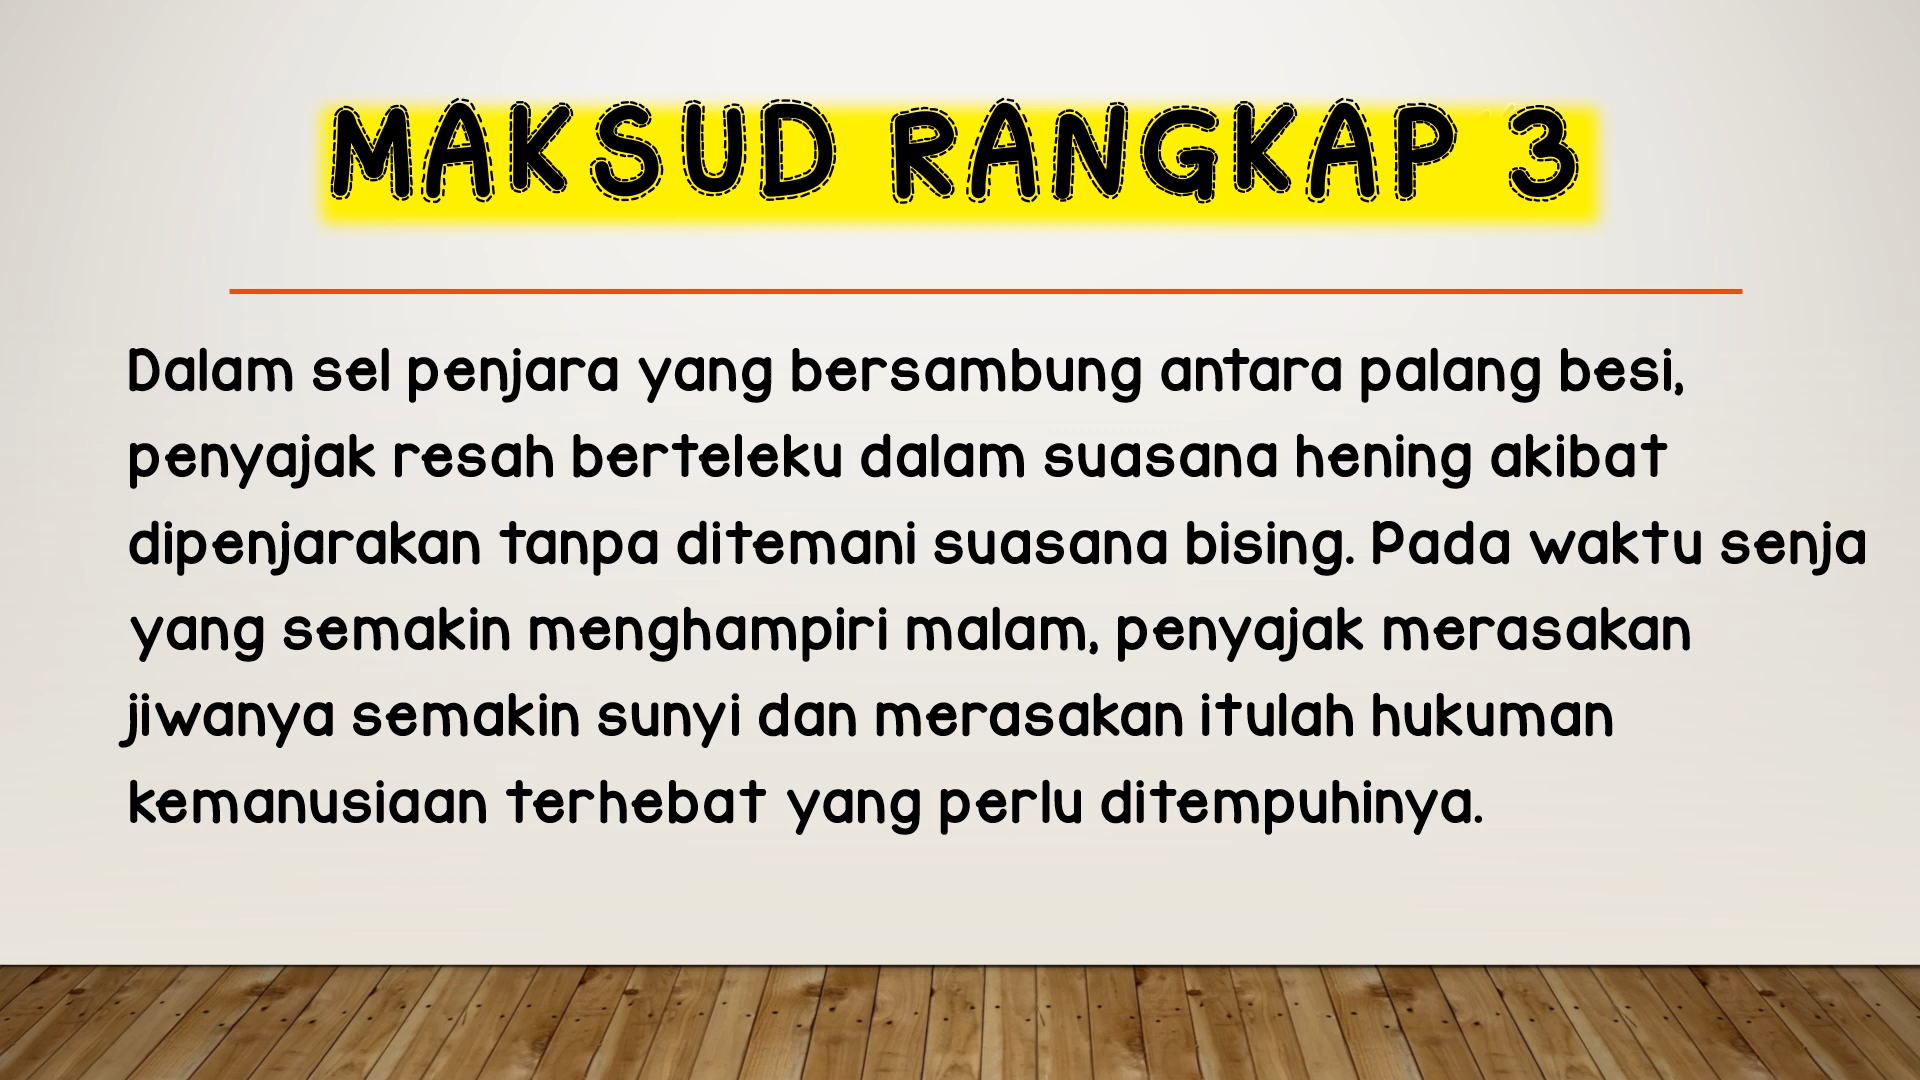 MAKSUD RANGKAP 3
Dalam sel penjara yang bersambung antara palang besi,
penyajak resah berteleku dalam suasana hening akibat
dipenjarakan tanpa ditemani suasana bising. Pada waktu senja
yang semakin menghampiri malam, penyajak merasakan
jiwanya semakin sunyi dan merasakan itulah hukuman
kemanusiaan terhebat yang perlu ditempuhinya.